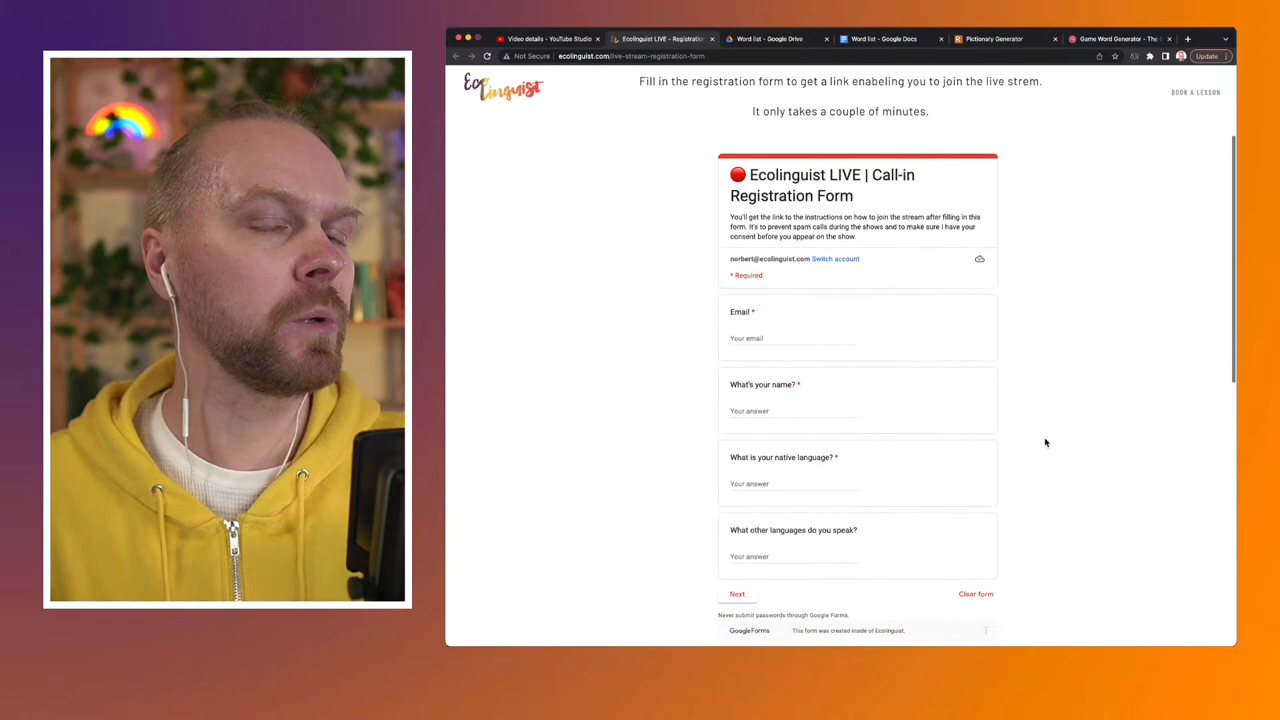 Video details - YouTube Studio
Ecolinguist LIVE - Registration
Word list - Google Drive
Word list - Google Docs
Pictionary Generator
Game Word Generator - The
Not Secure
ecolinguist.com/live-stream-registration-form
Update
Ecolinguist
Fill in the registration form to get a link enabeling you to join the live strem.
BOOK A LESSON
It only takes a couple of minutes.
🔴 Ecolinguist LIVE | Call-in
Registration Form
You'll get the link to the instructions on how to join the stream after filling in this
form. It's to prevent spam calls during the shows and to make sure I have your
consent before you appear on the show.
norbert@ecolinguist.com Switch account
* Required
Email *
Your email
What's your name? *
Your answer
What is your native language? *
Your answer
What other languages do you speak?
Your answer
Next
Clear form
Never submit passwords through Google Forms.
Google Forms
This form was created inside of Ecolinguist.